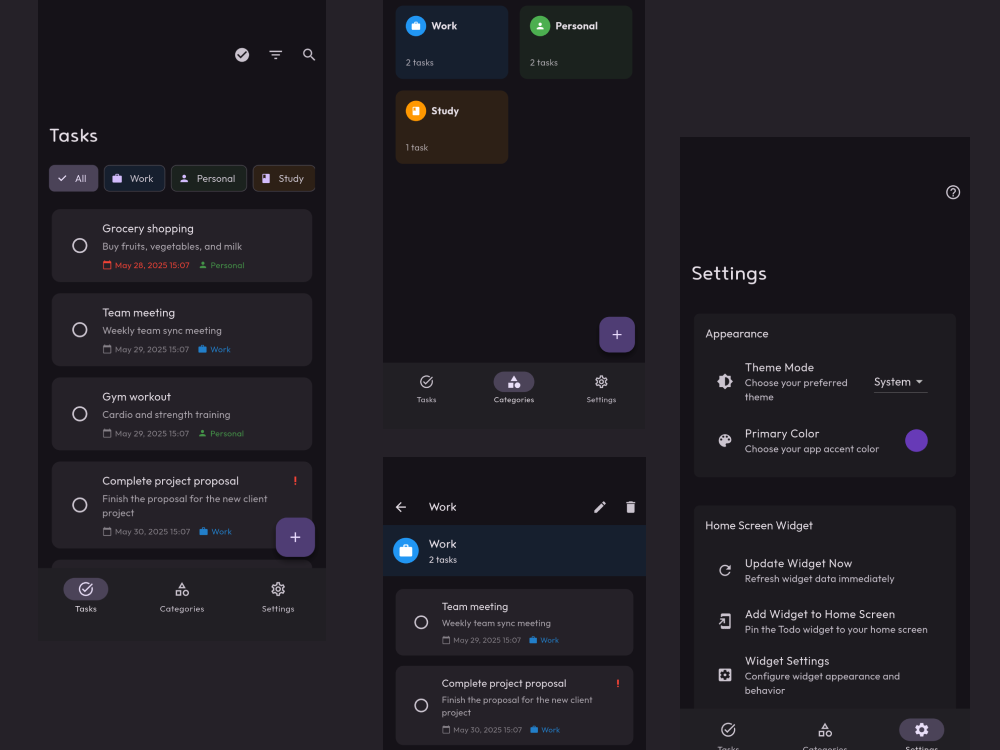 Tasks
All
Work
Personal
Study
Grocery shopping
Buy fruits, vegetables, and milk
May 28, 2025 15:07
Personal
Team meeting
Weekly team sync meeting
May 29, 2025 15:07
Work
Gym workout
Cardio and strength training
May 29, 2025 15:07
Personal
Complete project proposal
!
Finish the proposal for the new client
project
May 30, 2025 15:07
Work
+
Tasks
Categories
Settings
Work
2 tasks
Personal
2 tasks
Study
1 task
+
Tasks
Categories
Settings
Work
Work
2 tasks
Team meeting
Weekly team sync meeting
May 29, 2025 15:07
Work
Complete project proposal
!
Finish the proposal for the new client
project
May 30, 2025 15:07
Work
?
Settings
Appearance
Theme Mode
Choose your preferred
theme
System
Primary Color
Choose your app accent color
Home Screen Widget
Update Widget Now
Refresh widget data immediately
Add Widget to Home Screen
Pin the Todo widget to your home screen
Widget Settings
Configure widget appearance and
behavior
Tasks
Categories
Settings